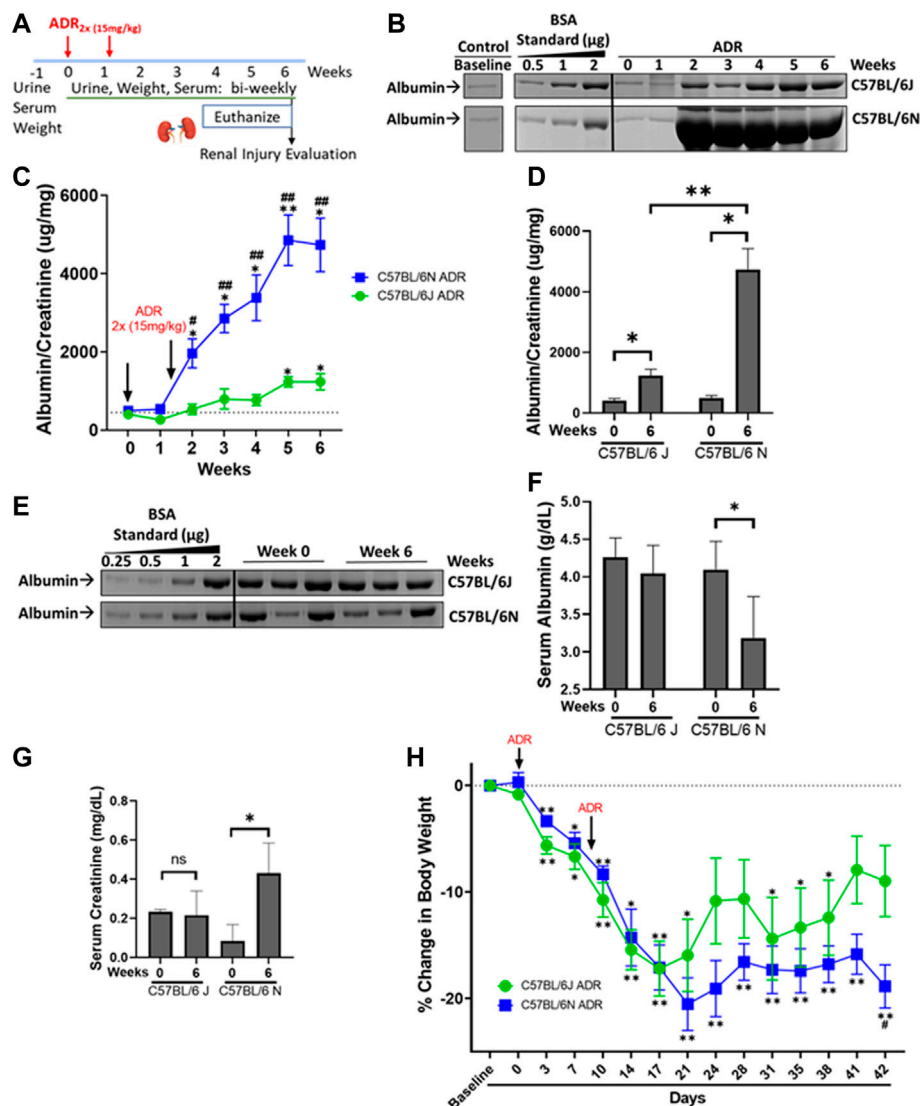 A
ADR2x (15mg/kg)
-1 0 1 2 3 4 5 6 Weeks
Urine Urine, Weight, Serum: bi-weekly
Serum
Weight
Euthanize
Renal Injury Evaluation
B
Control
Baseline
BSA
Standard (µg)
ADR
0.5 1 2 0 1 2 3 4 5 6 Weeks
Albumin→ C57BL/6J
Albumin→ C57BL/6N
C
Albumin/Creatinine (ug/mg)
6000
4000
2000
0
ADR
2x (15mg/kg)
# * ## * ## * ## ** ## *
* *
C57BL/6N ADR
C57BL/6J ADR
0 1 2 3 4 5 6
Weeks
D
Albumin/Creatinine (ug/mg)
6000
4000
2000
0
**
* *
Weeks 0 6 0 6
C57BL/6 J C57BL/6 N
E
BSA
Standard (µg)
Week 0 Week 6
0.25 0.5 1 2 Weeks
Albumin→ C57BL/6J
Albumin→ C57BL/6N
F
Serum Albumin (g/dL)
5.0
4.5
4.0
3.5
3.0
2.5
*
Weeks 0 6 0 6
C57BL/6 J C57BL/6 N
G
Serum Creatinine (mg/dL)
0.8
0.6
0.4
0.2
0.0
ns *
Weeks 0 6 0 6
C57BL/6 J C57BL/6 N
H
% Change in Body Weight
0
-10
-20
ADR
ADR
** * ** * ** * * * *
** * ** ** ** ** ** ** ** ** ** ** **
#
C57BL/6J ADR
C57BL/6N ADR
Baseline 0 3 7 10 14 17 21 24 28 31 35 38 41 42
Days